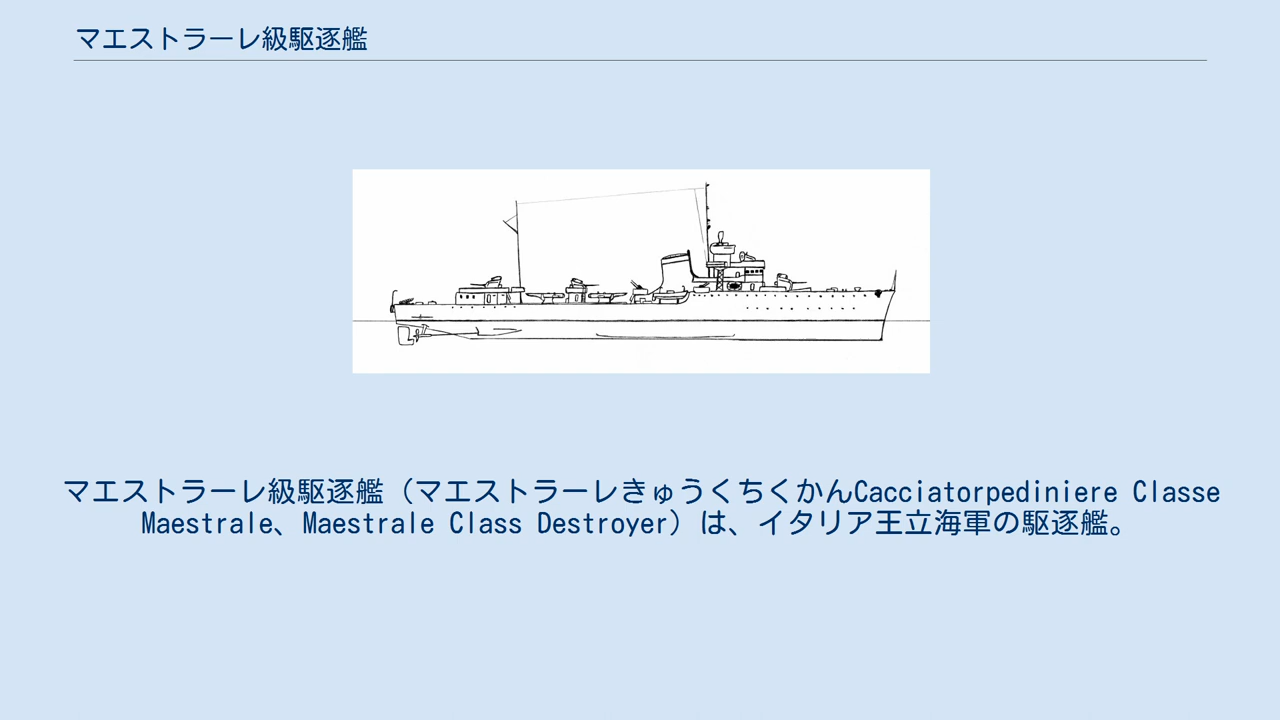 マエストラーレ級駆逐艦
マエストラーレ級駆逐艦（マエストラーレきゅうくちくかんCacciatorpediniere Classe
Maestrale、Maestrale Class Destroyer）は、イタリア王立海軍の駆逐艦。